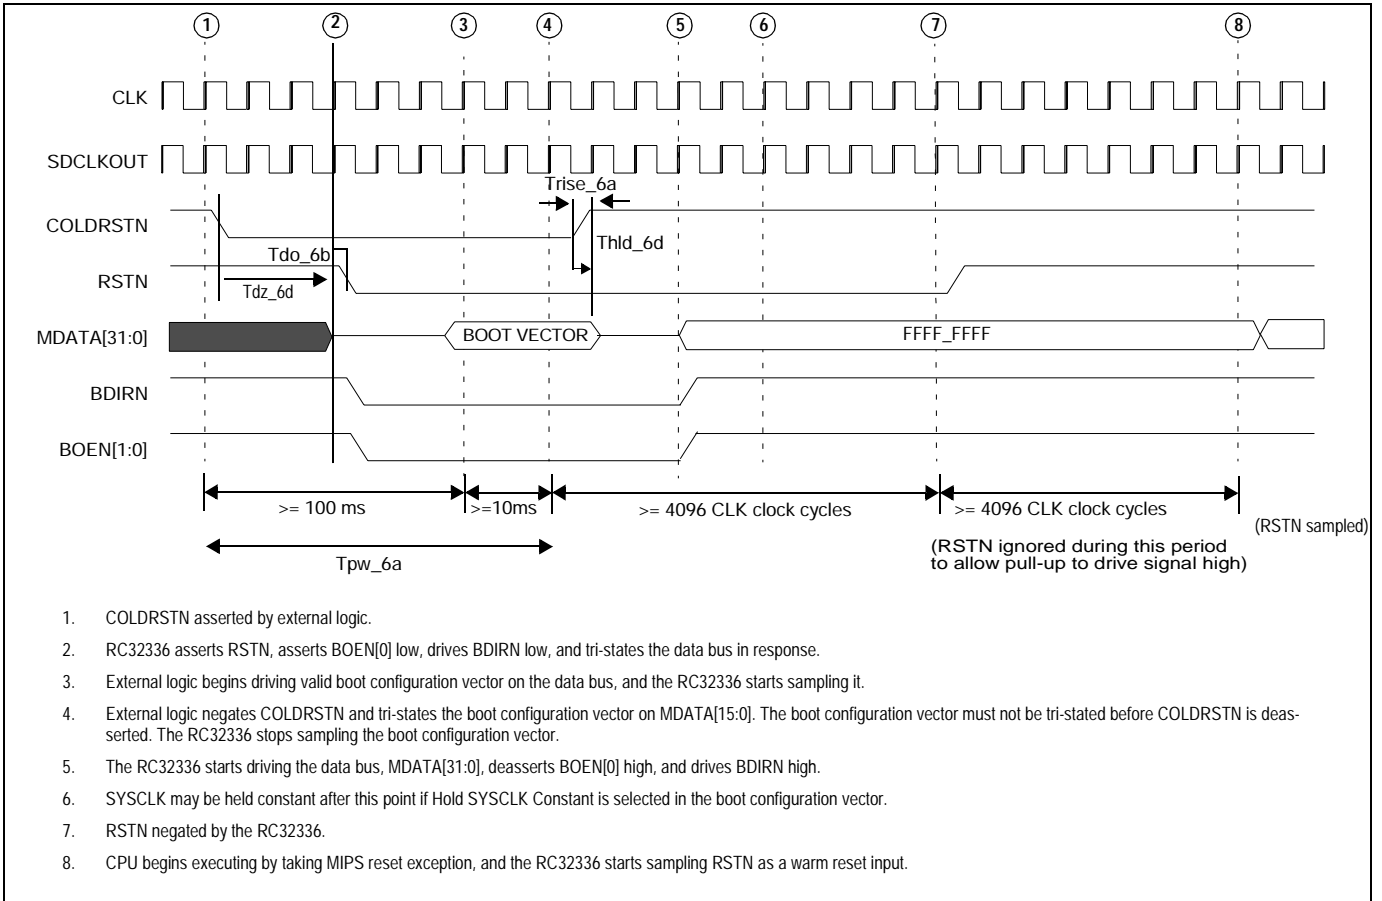 1 2 3 4 5 6 7 8
CLK
SDCLKOUT
Trise_6a
COLDRSTN
Thld_6d
Tdo_6b
RSTN
Tdz_6d
MDATA[31:0]
BOOT VECTOR
FFFF_FFFF
BDIRN
BOEN[1:0]
>= 100 ms
>=10ms
>= 4096 CLK clock cycles
>= 4096 CLK clock cycles
(RSTN sampled)
Tpw_6a
(RSTN ignored during this period
to allow pull-up to drive signal high)
1. COLDRSTN asserted by external logic.
2. RC32336 asserts RSTN, asserts BOEN[0] low, drives BDIRN low, and tri-states the data bus in response.
3. External logic begins driving valid boot configuration vector on the data bus, and the RC32336 starts sampling it.
4. External logic negates COLDRSTN and tri-states the boot configuration vector on MDATA[15:0]. The boot configuration vector must not be tri-stated before COLDRSTN is deas-
serted. The RC32336 stops sampling the boot configuration vector.
5. The RC32336 starts driving the data bus, MDATA[31:0], deasserts BOEN[0] high, and drives BDIRN high.
6. SYSCLK may be held constant after this point if Hold SYSCLK Constant is selected in the boot configuration vector.
7. RSTN negated by the RC32336.
8. CPU begins executing by taking MIPS reset exception, and the RC32336 starts sampling RSTN as a warm reset input.